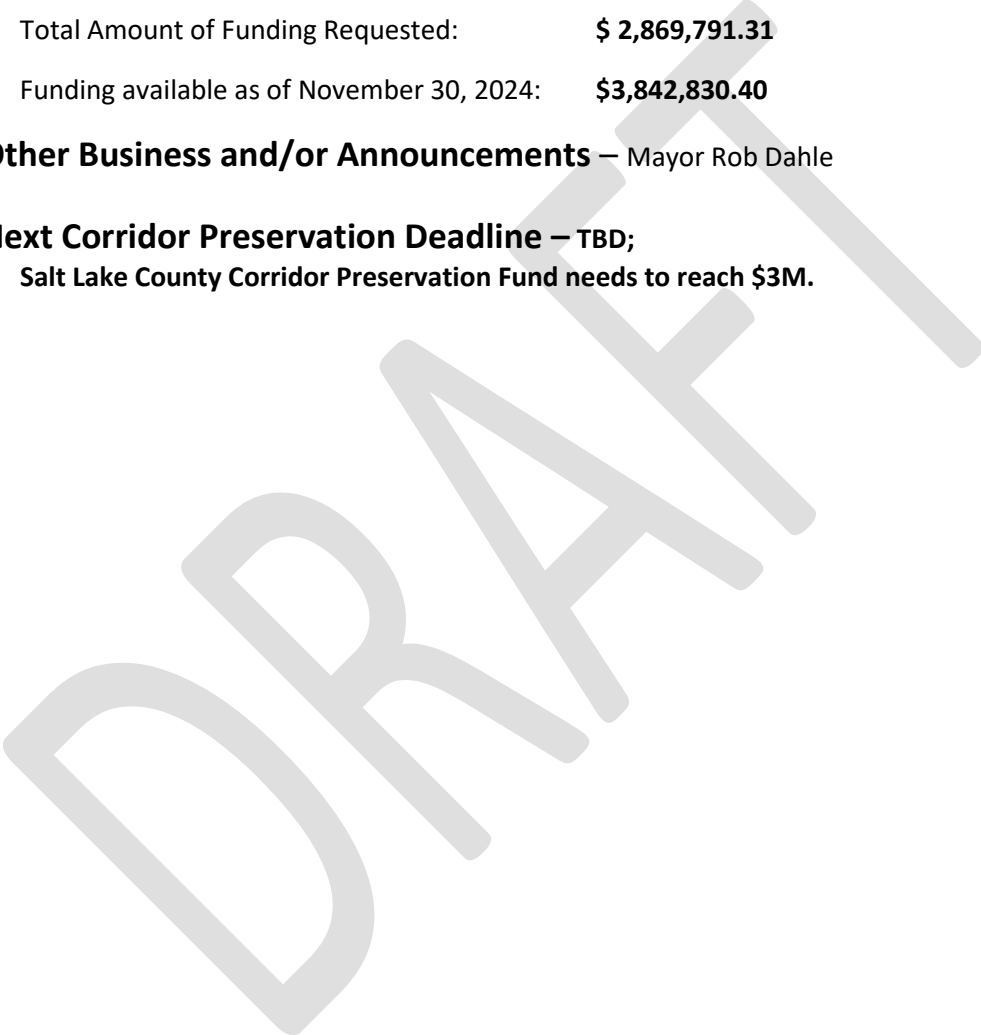 Total Amount of Funding Requested: $ 2,869,791.31
Funding available as of November 30, 2024: $3,842,830.40
Other Business and/or Announcements – Mayor Rob Dahle
Next Corridor Preservation Deadline – TBD;
Salt Lake County Corridor Preservation Fund needs to reach $3M.
DRAFT